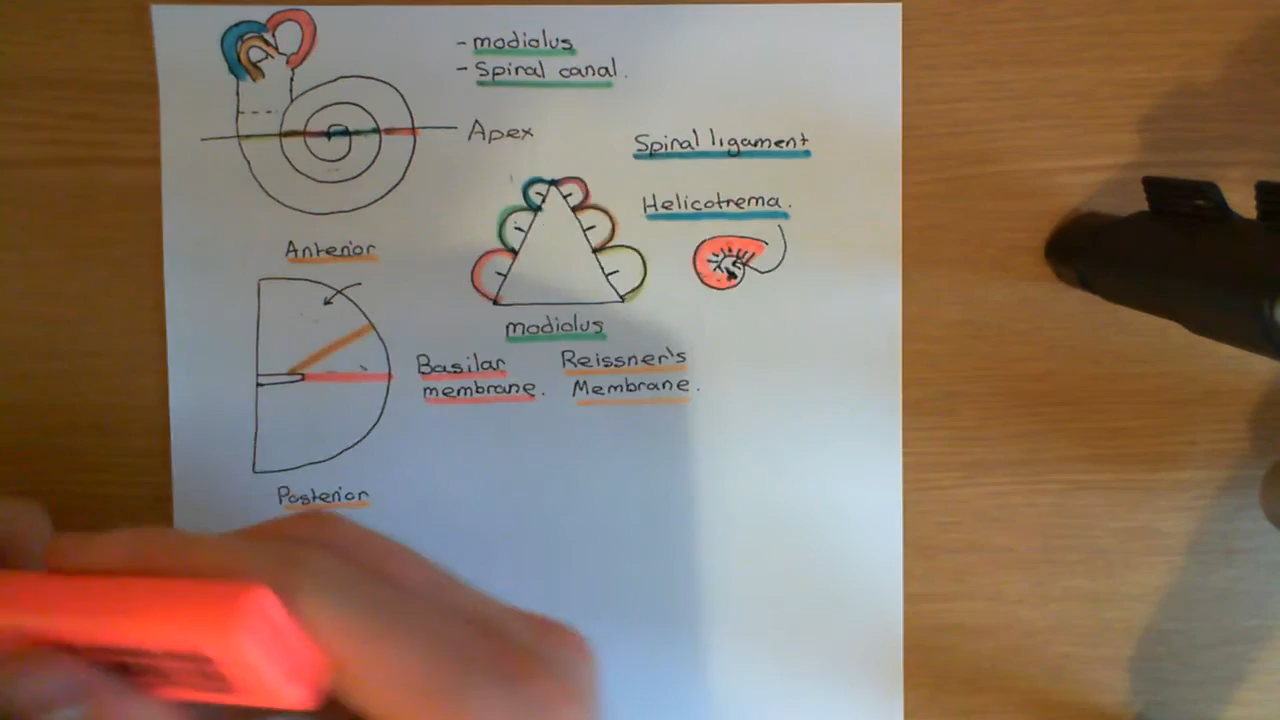 - modiolus
- Spiral canal.
Apex
Spiral ligament
Helicotrema.
Anterior
modiolus
Basilar membrane.
Reissner's Membrane.
Posterior